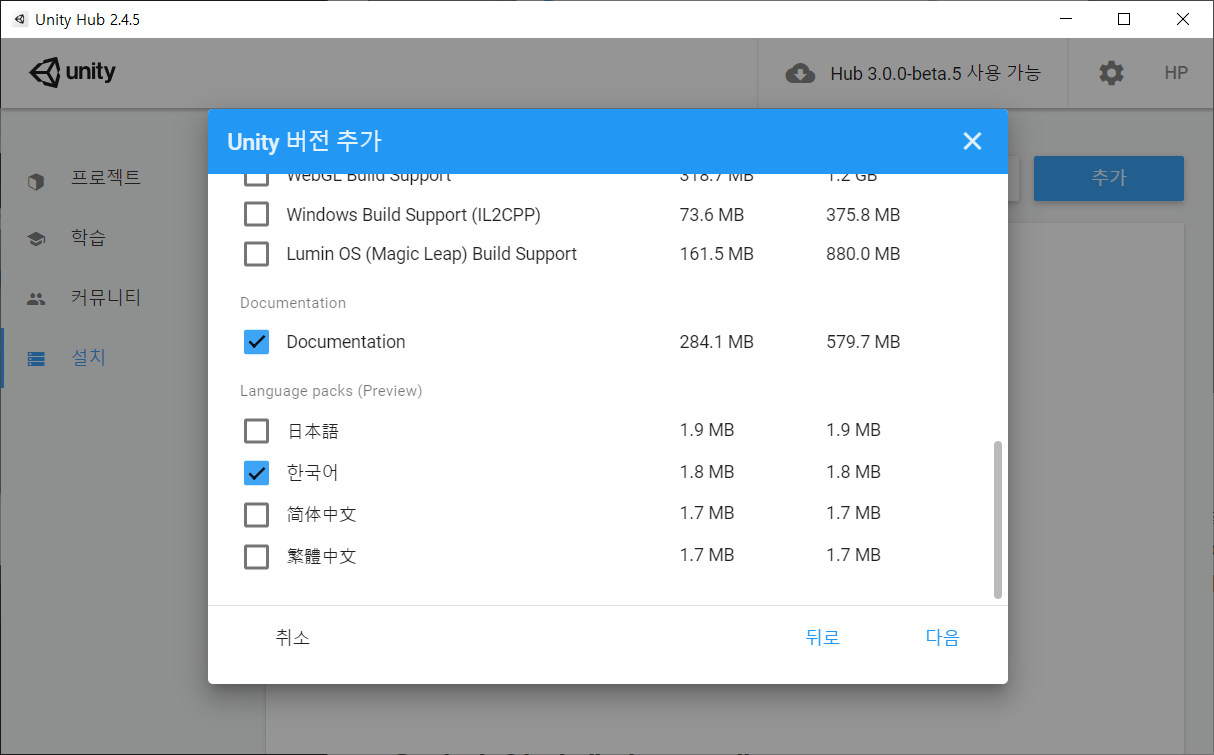 Unity Hub 2.4.5
unity
Hub 3.0.0-beta.5 사용 가능
HP
프로젝트
학습
커뮤니티
설치
추가
Unity 버전 추가
WebGL Build Support 318.7 MB 1.2 GB
Windows Build Support (IL2CPP) 73.6 MB 375.8 MB
Lumin OS (Magic Leap) Build Support 161.5 MB 880.0 MB
Documentation
Documentation 284.1 MB 579.7 MB
Language packs (Preview)
日本語 1.9 MB 1.9 MB
한국어 1.8 MB 1.8 MB
简体中文 1.7 MB 1.7 MB
繁體中文 1.7 MB 1.7 MB
취소 뒤로 다음